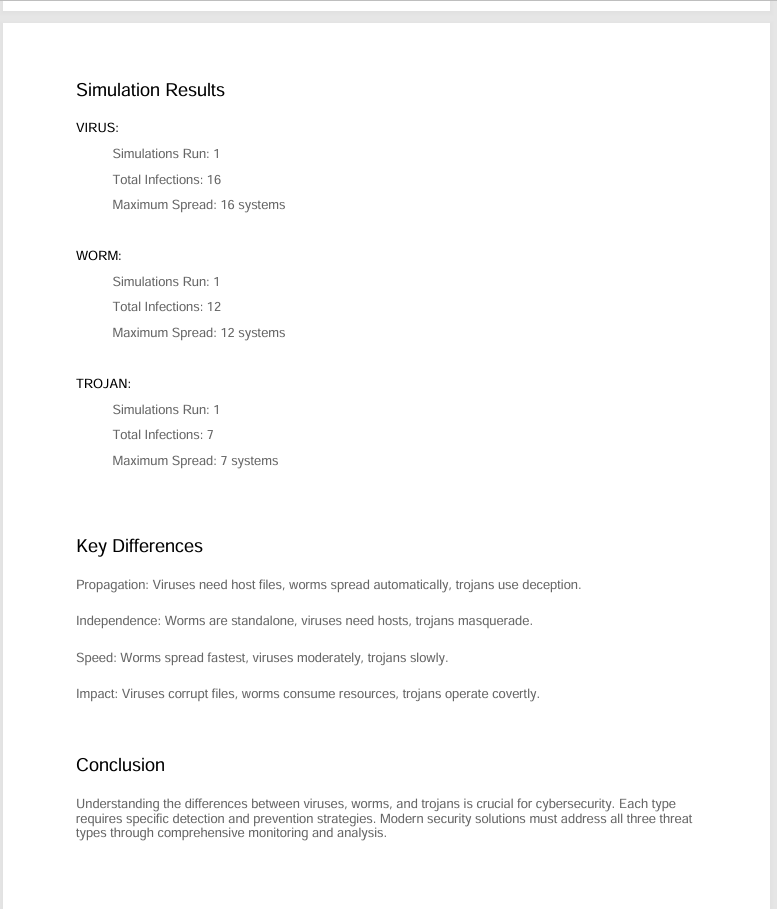 Simulation Results
VIRUS:
Simulations Run: 1
Total Infections: 16
Maximum Spread: 16 systems
WORM:
Simulations Run: 1
Total Infections: 12
Maximum Spread: 12 systems
TROJAN:
Simulations Run: 1
Total Infections: 7
Maximum Spread: 7 systems
Key Differences
Propagation: Viruses need host files, worms spread automatically, trojans use deception.
Independence: Worms are standalone, viruses need hosts, trojans masquerade.
Speed: Worms spread fastest, viruses moderately, trojans slowly.
Impact: Viruses corrupt files, worms consume resources, trojans operate covertly.
Conclusion
Understanding the differences between viruses, worms, and trojans is crucial for cybersecurity. Each type
requires specific detection and prevention strategies. Modern security solutions must address all three threat
types through comprehensive monitoring and analysis.